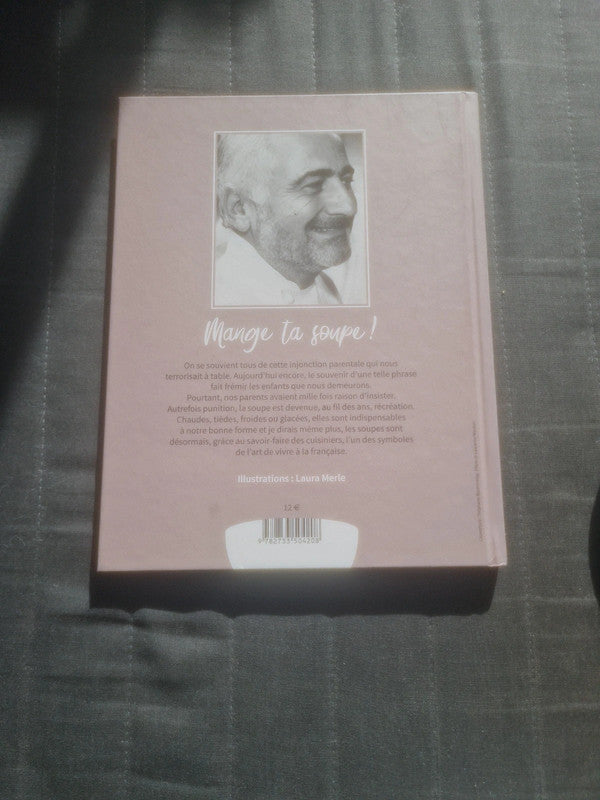 Mange ta soupe !
On se souvient tous de cette injonction parentale qui nous
terrorisait à table. Aujourd'hui encore, le souvenir d'une telle phrase
fait frémir les enfants que nous demeurons.
Pourtant, nos parents avaient mille fois raison d'insister.
Autrefois punition, la soupe est devenue, au fil des ans, récréation.
Chaudes, tièdes, froides ou glacées, elles sont indispensables
à notre bonne forme et je dirais même plus, les soupes sont
désormais, grâce au savoir-faire des cuisiniers, l'un des symboles
de l'art de vivre à la française.
Illustrations : Laura Merle
12 €